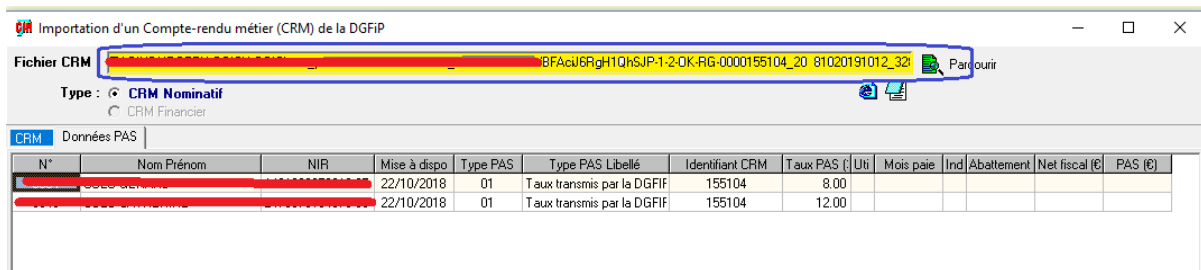 Importation d'un Compte-rendu métier (CRM) de la DGFiP
Fichier CRM
BFAciJ6RgH1QhSJP-1-2-OK-RG-0000155104_20 81020191012_32 Parcourir
Type : CRM Nominatif
CRM Financier
CRM Données PAS
N° Nom Prénom NIR Mise à dispo Type PAS Type PAS Libellé Identifiant CRM Taux PAS ( Uti Mois paie Ind Abattement Net fiscal (€ PAS (€)
22/10/2018 01 Taux transmis par la DGFIF 155104 8.00
22/10/2018 01 Taux transmis par la DGFIF 155104 12.00